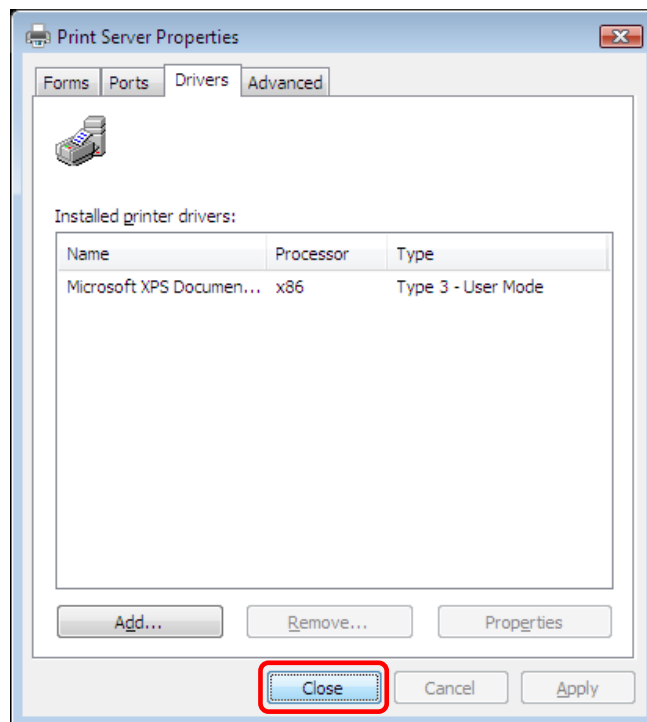 Print Server Properties
Forms Ports Drivers Advanced
Installed printer drivers:
Name Processor Type
Microsoft XPS Documen... x86 Type 3 - User Mode
Add... Remove... Properties
Close Cancel Apply